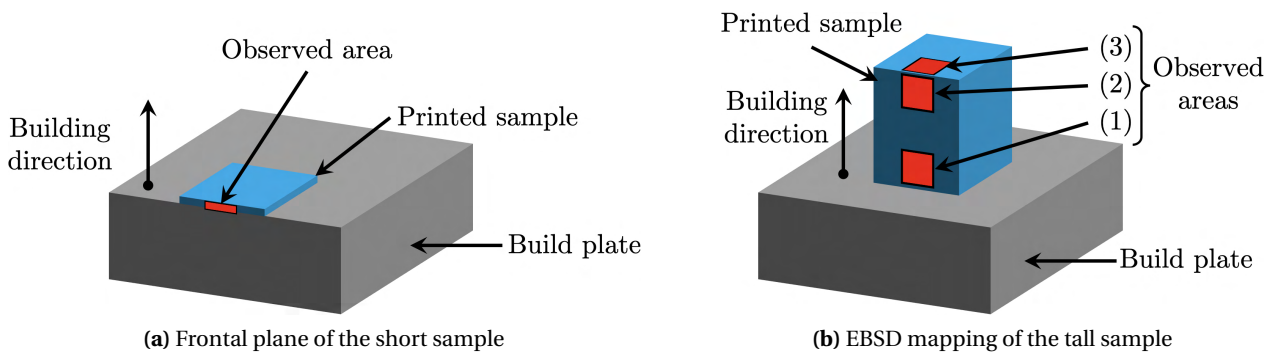 Observed area
Printed sample
Building
direction
Build plate
(a) Frontal plane of the short sample
Printed sample
(3)
(2)
(1)
Observed
areas
Building
direction
Build plate
(b) EBSD mapping of the tall sample